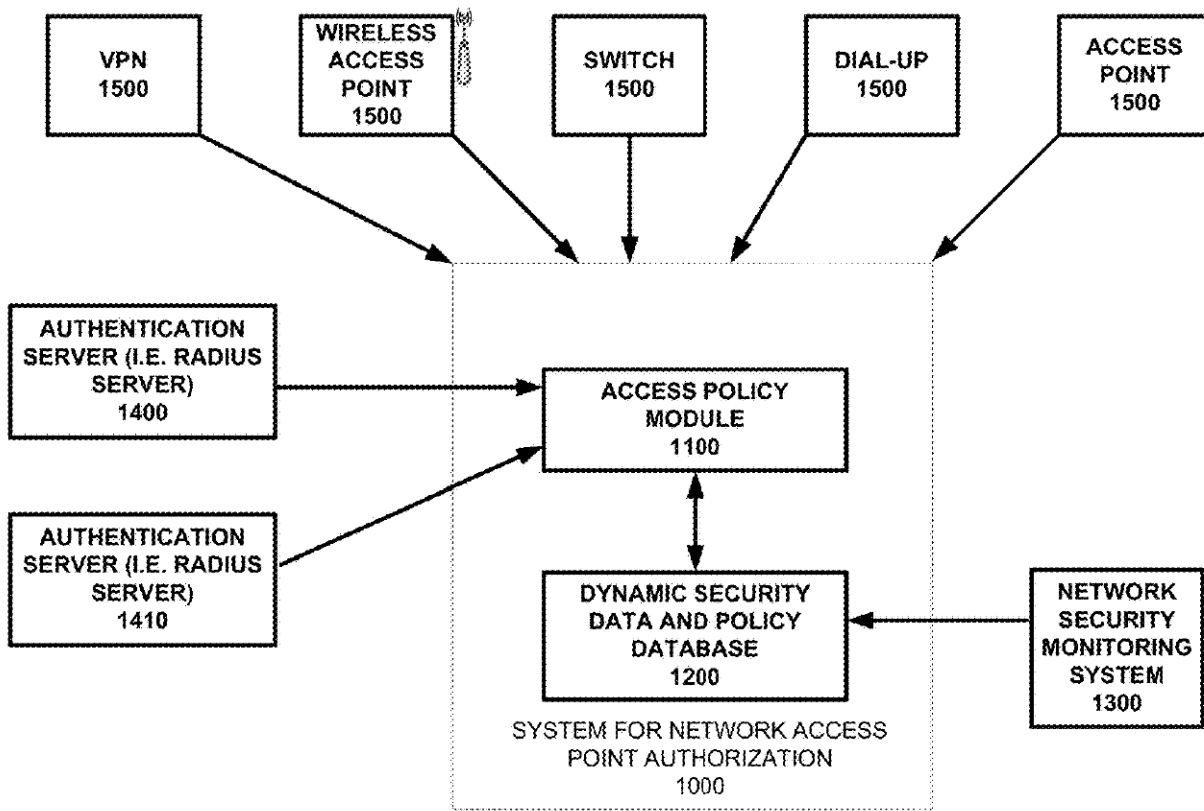 VPN
1500
WIRELESS
ACCESS
POINT
1500
SWITCH
1500
DIAL-UP
1500
ACCESS
POINT
1500
AUTHENTICATION
SERVER (I.E. RADIUS
SERVER)
1400
ACCESS POLICY
MODULE
1100
AUTHENTICATION
SERVER (I.E. RADIUS
SERVER)
1410
DYNAMIC SECURITY
DATA AND POLICY
DATABASE
1200
NETWORK
SECURITY
MONITORING
SYSTEM
1300
SYSTEM FOR NETWORK ACCESS
POINT AUTHORIZATION
1000